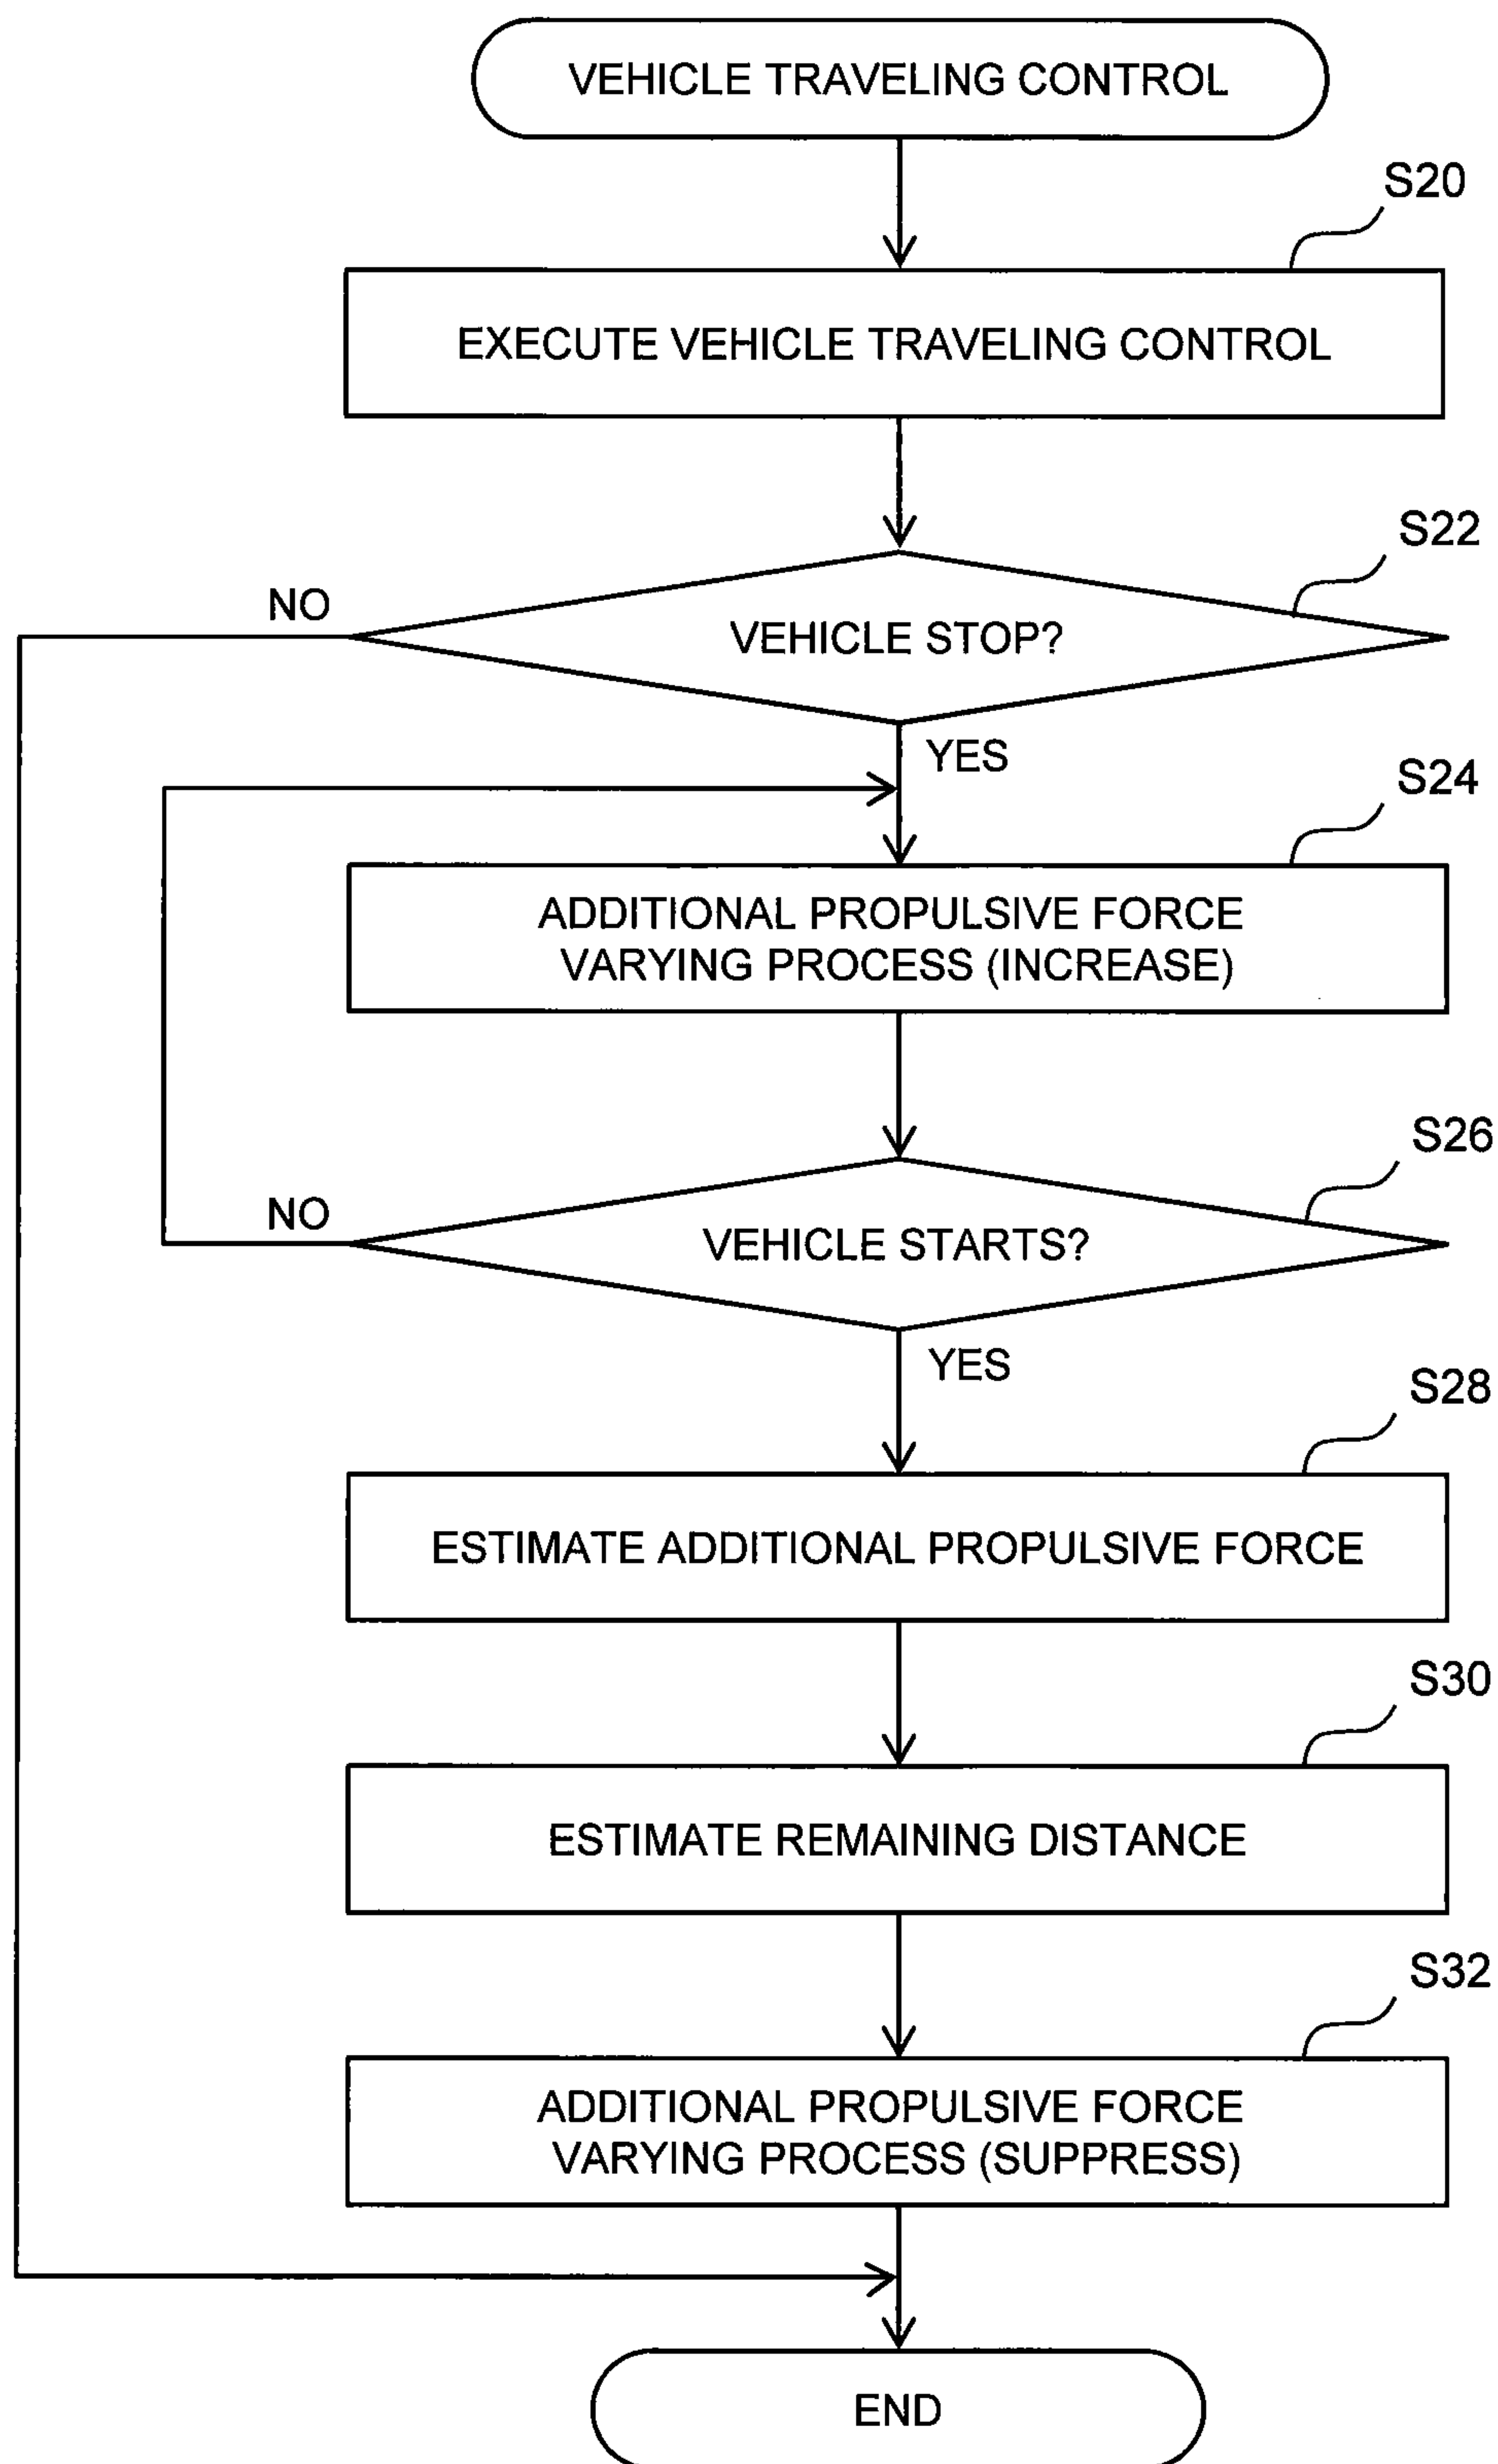 VEHICLE TRAVELING CONTROL
S20
EXECUTE VEHICLE TRAVELING CONTROL
S22
NO
VEHICLE STOP?
YES
S24
ADDITIONAL PROPULSIVE FORCE
VARYING PROCESS (INCREASE)
S26
NO
VEHICLE STARTS?
YES
S28
ESTIMATE ADDITIONAL PROPULSIVE FORCE
S30
ESTIMATE REMAINING DISTANCE
S32
ADDITIONAL PROPULSIVE FORCE
VARYING PROCESS (SUPPRESS)
END